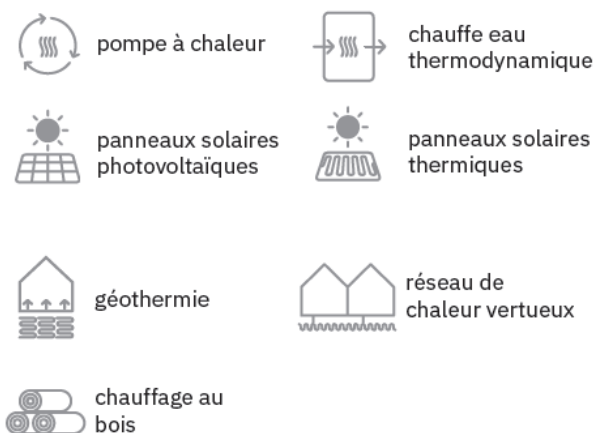 pompe à chaleur
chauffe eau
thermodynamique
panneaux solaires
photovoltaïques
panneaux solaires
thermiques
géothermie
réseau de
chaleur vertueux
chauffage au
bois